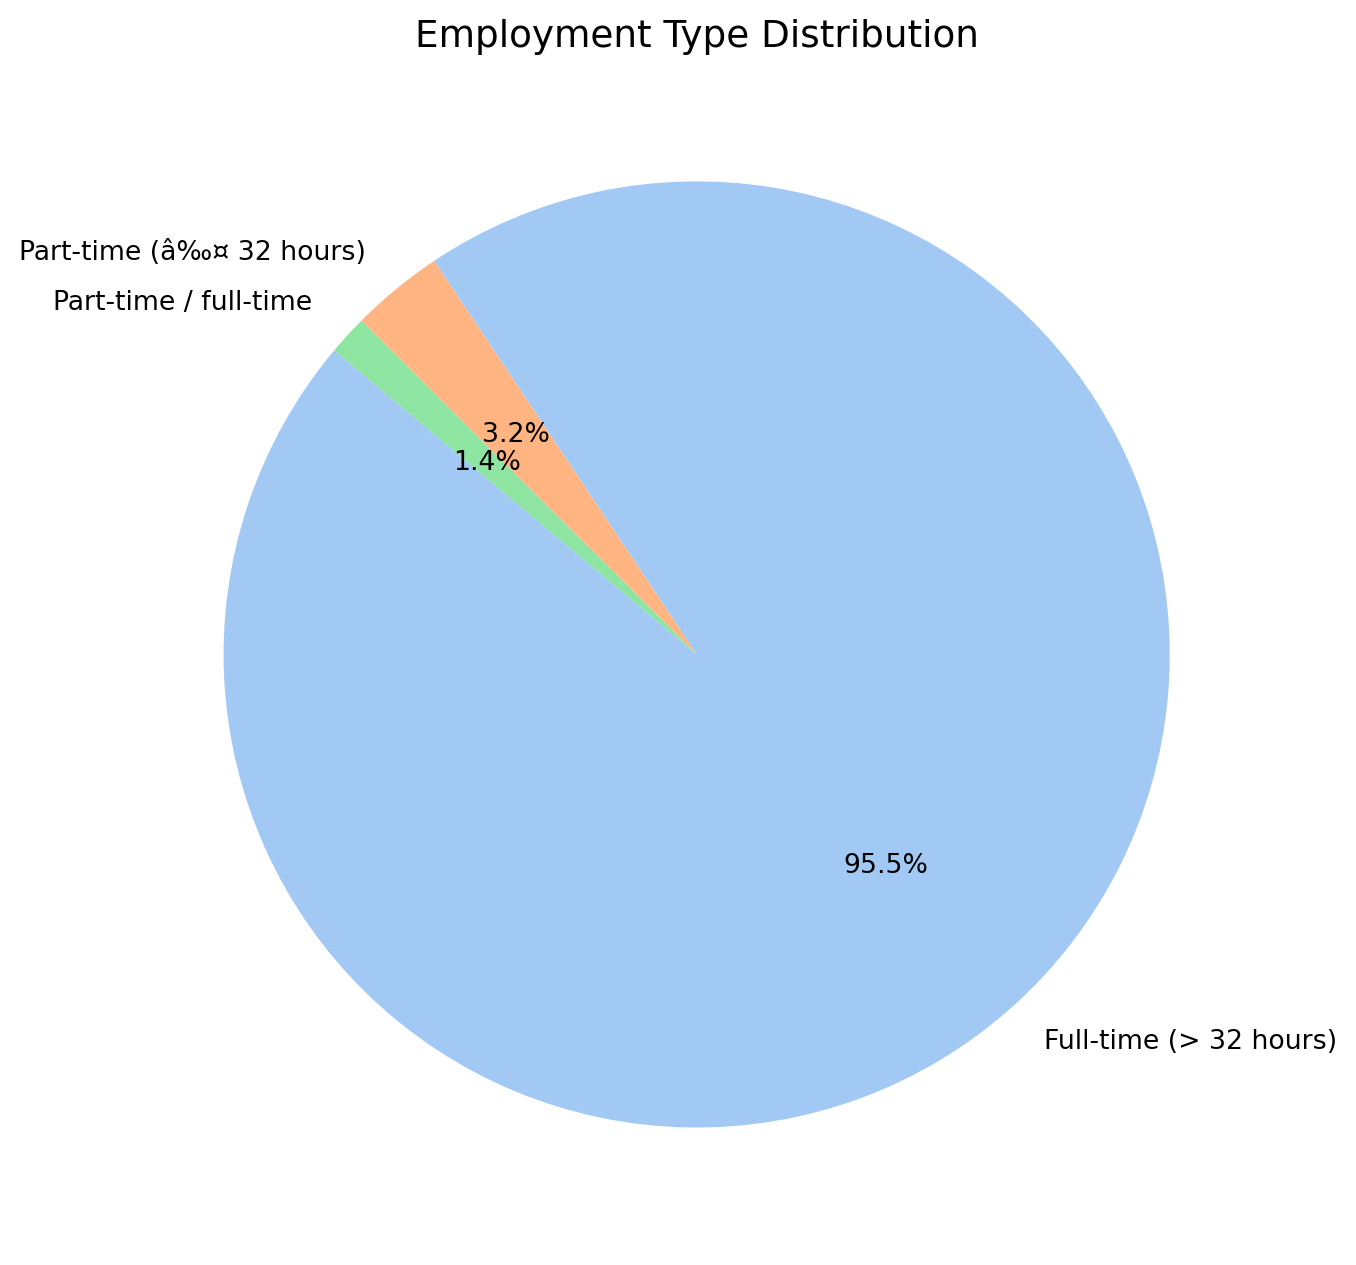 Employment Type Distribution
Part-time (â‰¤ 32 hours)
Part-time / full-time
3.2%
1.4%
95.5%
Full-time (> 32 hours)